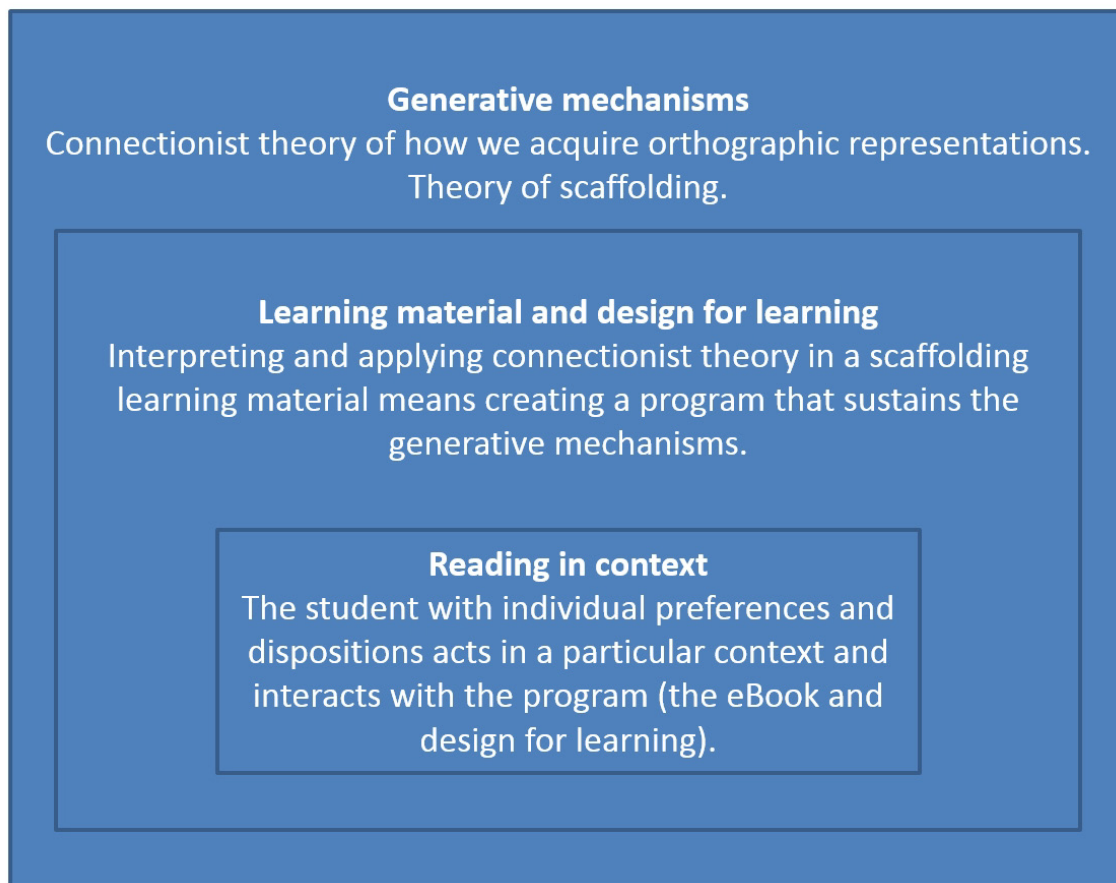 Generative mechanisms
Connectionist theory of how we acquire orthographic representations.
Theory of scaffolding.
Learning material and design for learning
Interpreting and applying connectionist theory in a scaffolding
learning material means creating a program that sustains the
generative mechanisms.
Reading in context
The student with individual preferences and
dispositions acts in a particular context and
interacts with the program (the eBook and
design for learning).